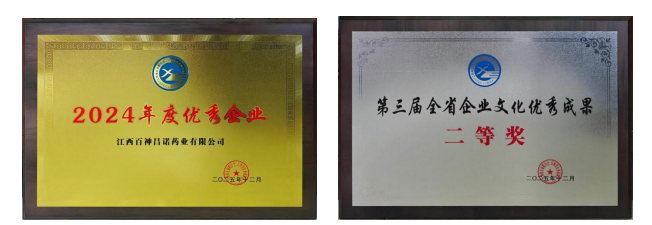 2024年度优秀企业
江西百神昌诺药业有限公司
二〇二五年十二月
第三届全省企业文化优秀成果
二等奖
二〇二五年十二月